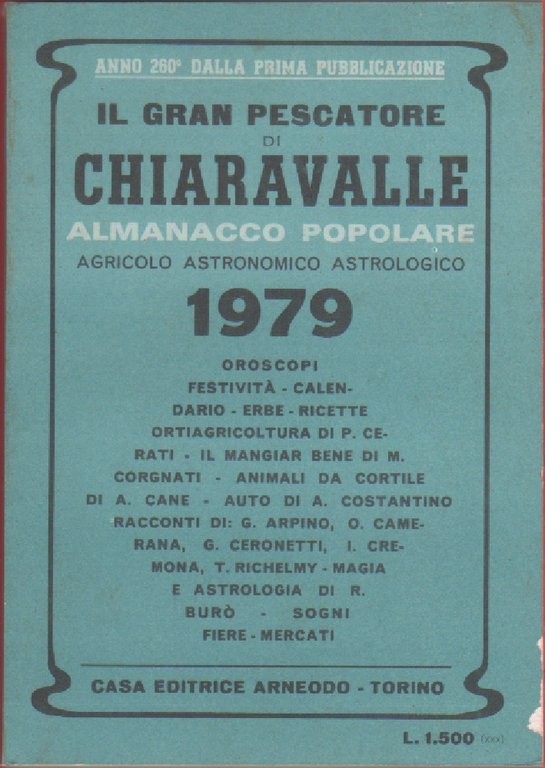 ANNO 260° DALLA PRIMA PUBBLICAZIONE
IL GRAN PESCATORE
DI
CHIARAVALLE
ALMANACCO POPOLARE
AGRICOLO ASTRONOMICO ASTROLOGICO
1979
OROSCOPI
FESTIVITÀ - CALEN-
DARIO - ERBE - RICETTE
ORTIAGRICOLTURA DI P. CE-
RATI - IL MANGIAR BENE DI M.
CORGNATI - ANIMALI DA CORTILE
DI A. CANE - AUTO DI A. COSTANTINO
RACCONTI DI: G. ARPINO, O. CAME-
RANA, G. CERONETTI, I. CRE-
MONA, T. RICHELMY - MAGIA
E ASTROLOGIA DI R.
BURÒ - SOGNI
FIERE - MERCATI
CASA EDITRICE ARNEODO - TORINO
L. 1.500 (xxx)